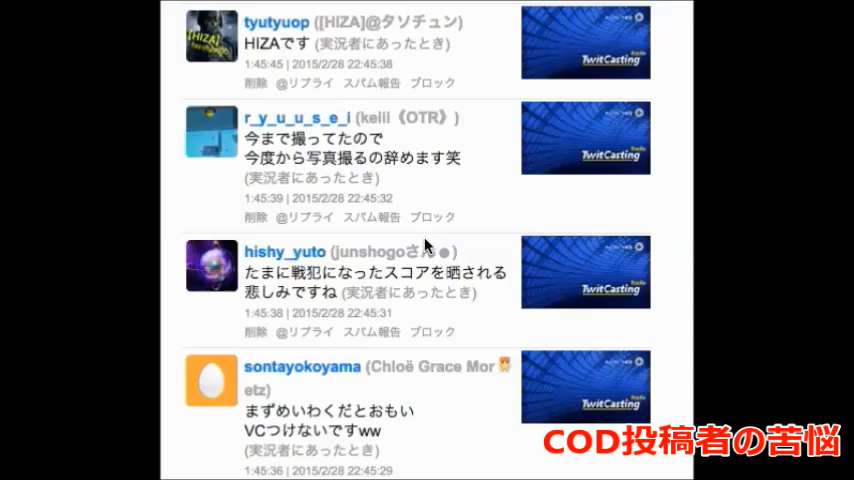 tyutyuop ([HIZA]@タソチュン)
HIZAです (実況者にあったとき)
1:45:45 | 2015/2/28 22:45:38
削除 @リプライ スパム報告 ブロック
TwitCasting
r_y_u_u_s_e_i (keiii《OTR》)
今まで撮ってたので
今度から写真撮るの辞めます笑
(実況者にあったとき)
1:45:39 | 2015/2/28 22:45:32
削除 @リプライ スパム報告 ブロック
TwitCasting
hishy_yuto (junshogoさん●)
たまに戦犯になったスコアを晒される
悲しみですね (実況者にあったとき)
1:45:38 | 2015/2/28 22:45:31
削除 @リプライ スパム報告 ブロック
TwitCasting
sontayokoyama (Chloë Grace Mor
etz)
まずめいわくだとおもい
VCつけないですww
(実況者にあったとき)
1:45:36 | 2015/2/28 22:45:29
TwitCasting
COD投稿者の苦悩